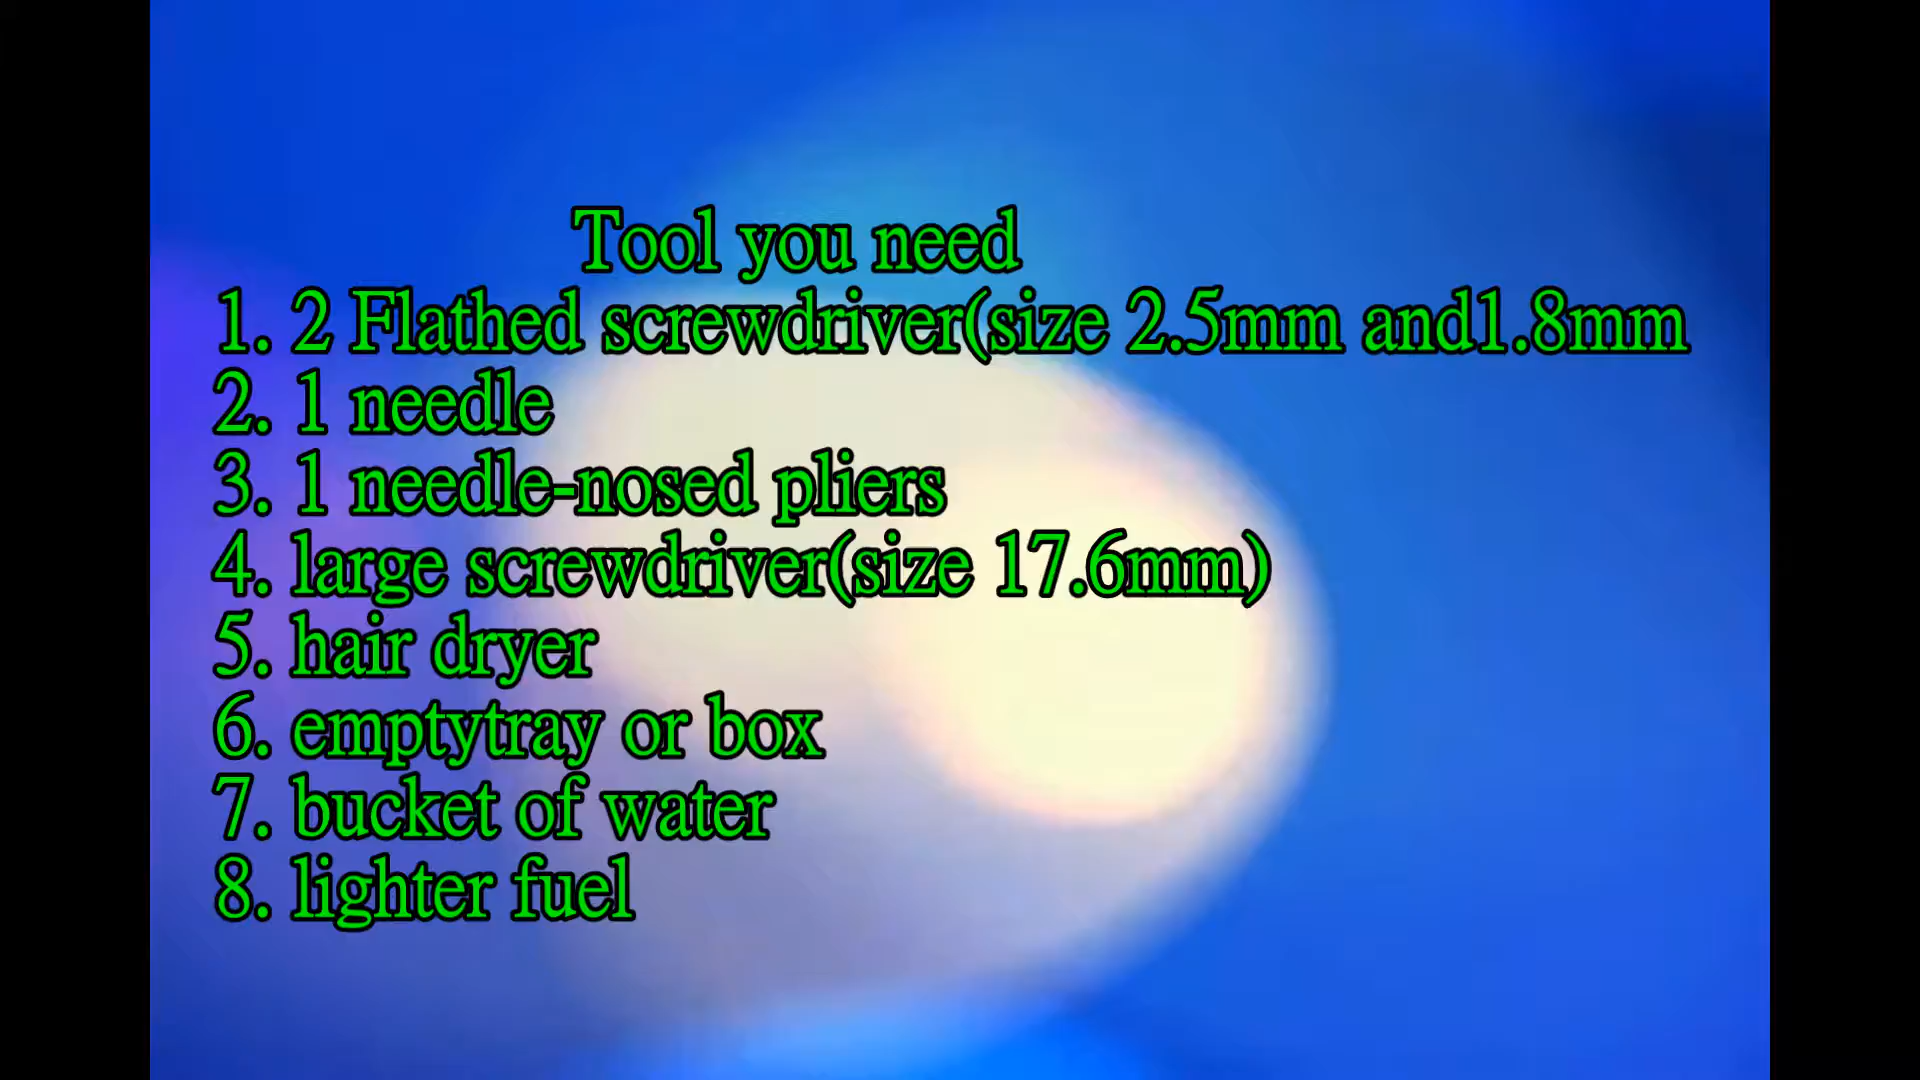 Tool you need
1. 2 Flathed screwdriver(size 2.5mm and1.8mm
2. 1 needle
3. 1 needle-nosed pliers
4. large screwdriver(size 17.6mm)
5. hair dryer
6. emptytray or box
7. bucket of water
8. lighter fuel